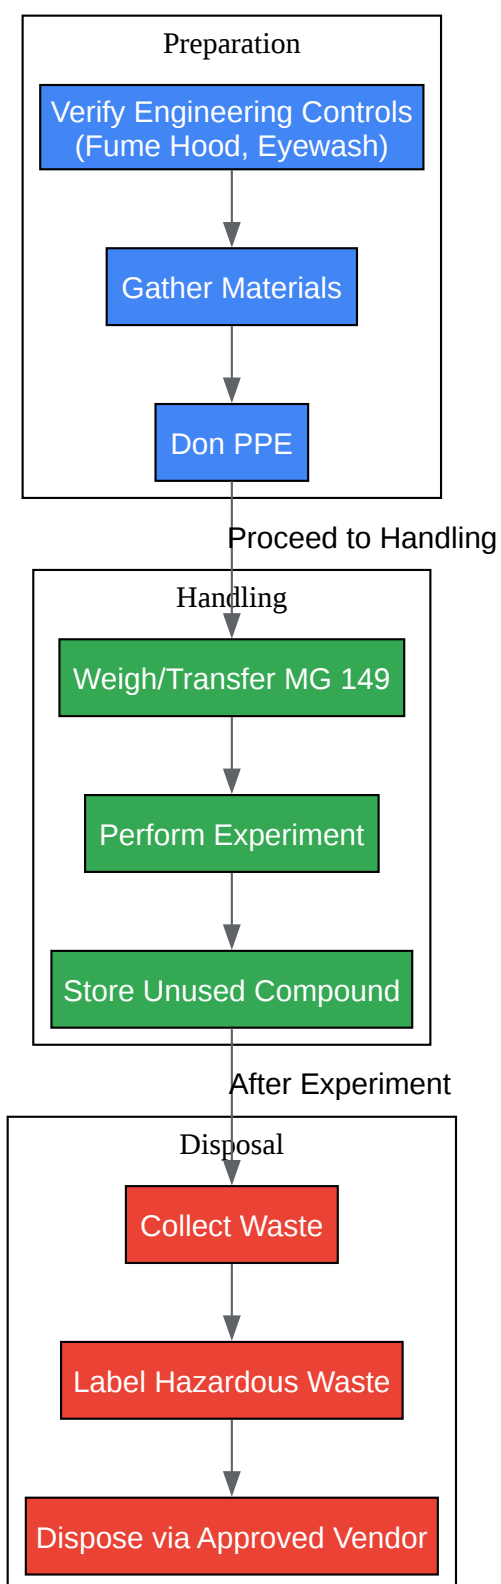 Preparation
Verify Engineering Controls
(Fume Hood, Eyewash)
Gather Materials
Don PPE
Proceed to Handling
Handling
Weigh/Transfer MG 149
Perform Experiment
Store Unused Compound
After Experiment
Disposal
Collect Waste
Label Hazardous Waste
Dispose via Approved Vendor